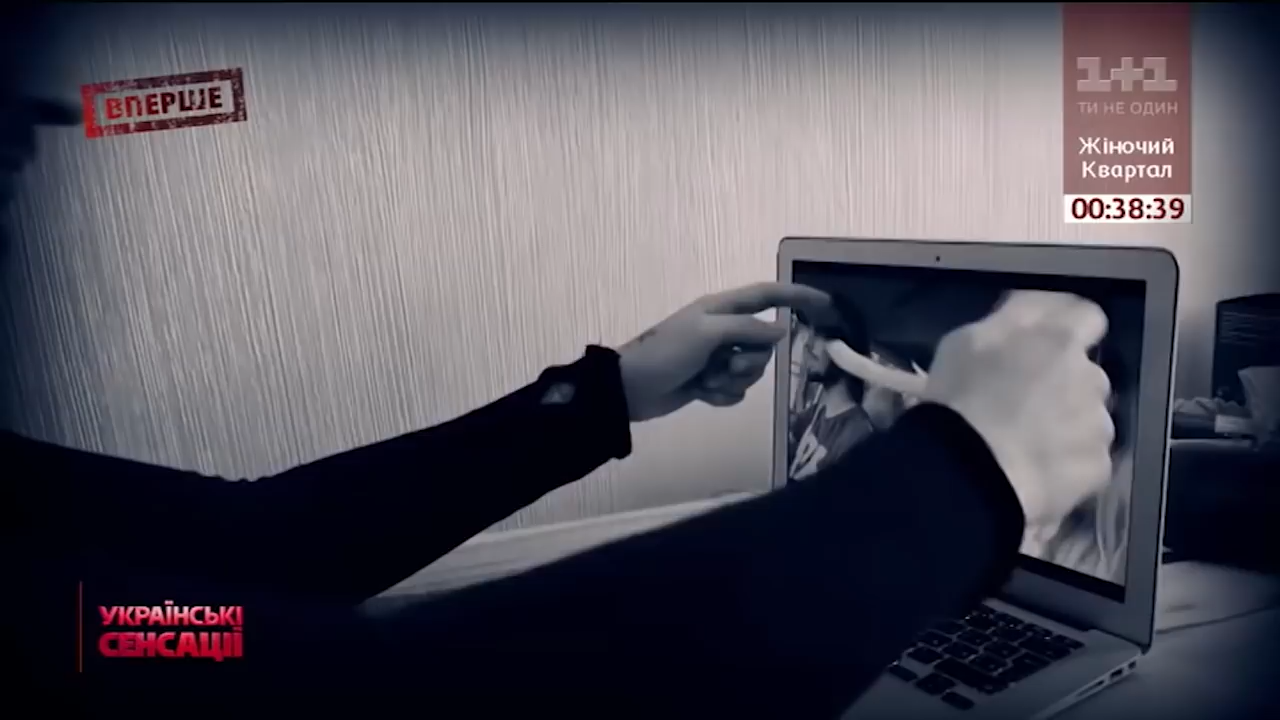 ВПЕРШЕ
1+1
ТИ НЕ ОДИН
Жіночий
Квартал
00:38:39
УКРАЇНСЬКІ
СЕНСАЦІЇ